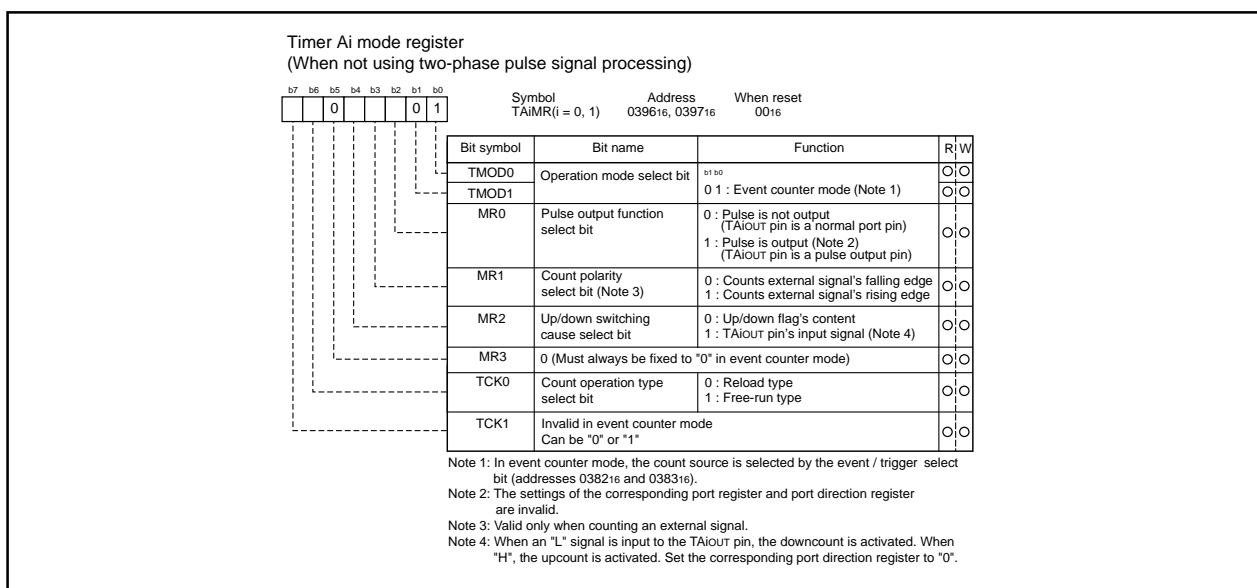 Timer Ai mode register
(When not using two-phase pulse signal processing)
b7 b6 b5 b4 b3 b2 b1 b0
0 0 1
Symbol Address When reset
TAiMR(i = 0, 1) 039616, 039716 0016
Bit symbol Bit name Function R W
TMOD0 Operation mode select bit b1 b0
TMOD1 0 1 : Event counter mode (Note 1)
MR0 Pulse output function 0 : Pulse is not output
select bit (TAiOUT pin is a normal port pin)
1 : Pulse is output (Note 2)
(TAiOUT pin is a pulse output pin)
MR1 Count polarity 0 : Counts external signal's falling edge
select bit (Note 3) 1 : Counts external signal's rising edge
MR2 Up/down switching 0 : Up/down flag's content
cause select bit 1 : TAiOUT pin's input signal (Note 4)
MR3 0 (Must always be fixed to "0" in event counter mode)
TCK0 Count operation type 0 : Reload type
select bit 1 : Free-run type
TCK1 Invalid in event counter mode
Can be "0" or "1"
Note 1: In event counter mode, the count source is selected by the event / trigger select
bit (addresses 038216 and 038316).
Note 2: The settings of the corresponding port register and port direction register
are invalid.
Note 3: Valid only when counting an external signal.
Note 4: When an "L" signal is input to the TAiOUT pin, the downcount is activated. When
"H", the upcount is activated. Set the corresponding port direction register to "0".